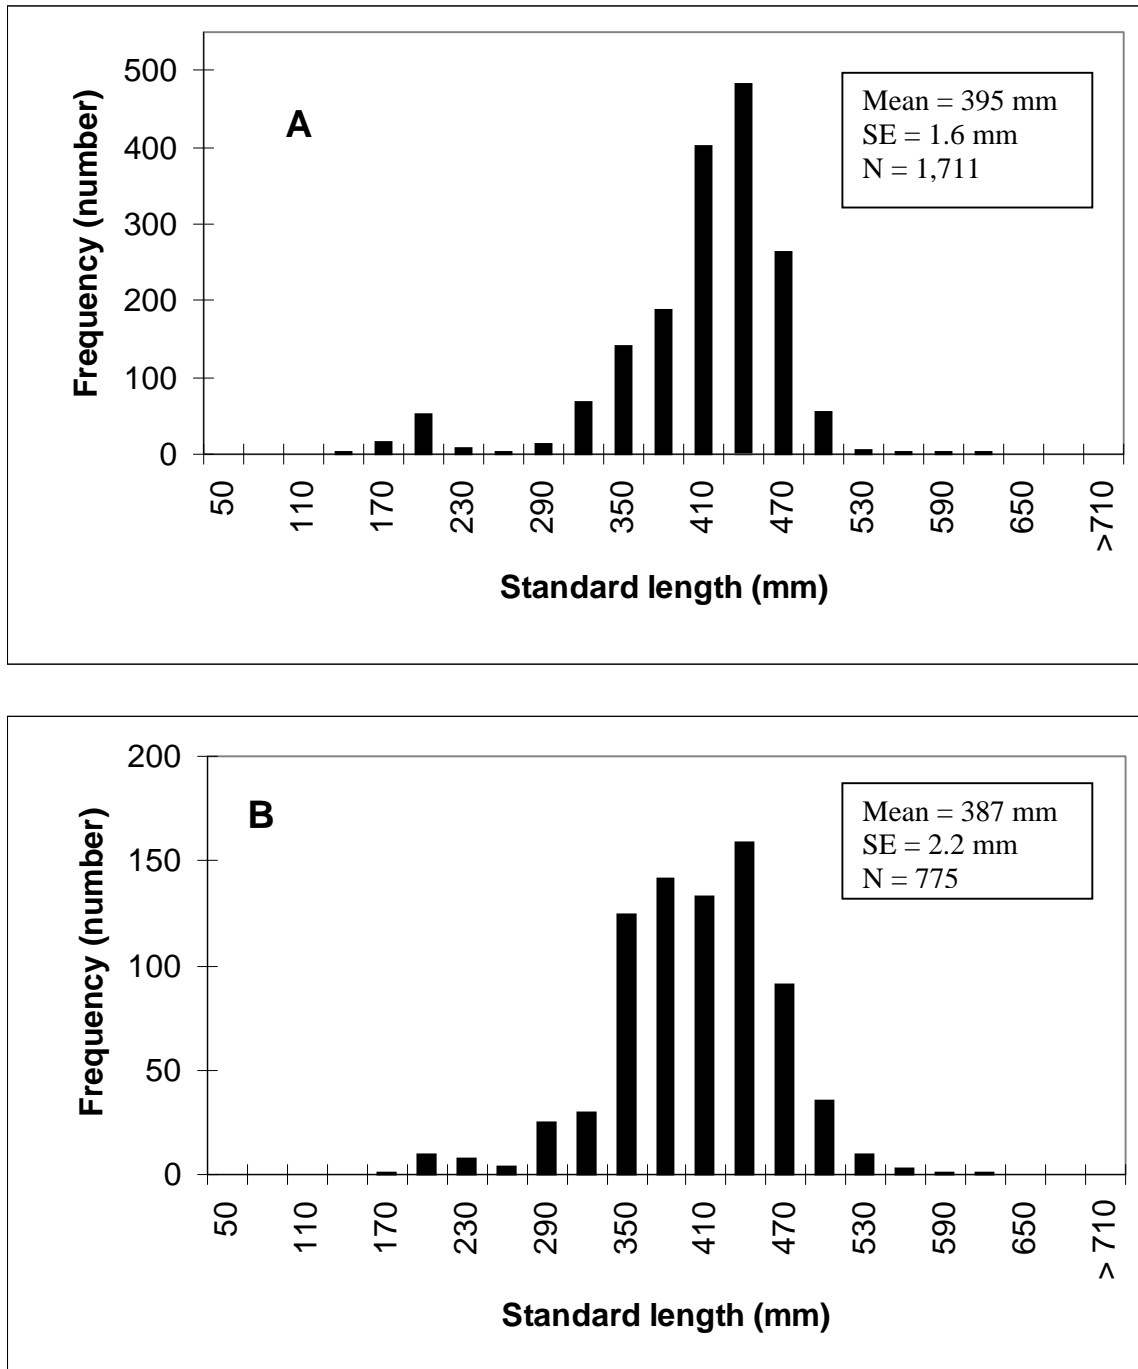 A
Mean = 395 mm
SE = 1.6 mm
N = 1,711
Frequency (number)
500
400
300
200
100
0
50
110
170
230
290
350
410
470
530
590
650
>710
Standard length (mm)
B
Mean = 387 mm
SE = 2.2 mm
N = 775
Frequency (number)
200
150
100
50
0
50
110
170
230
290
350
410
470
530
590
650
> 710
Standard length (mm)